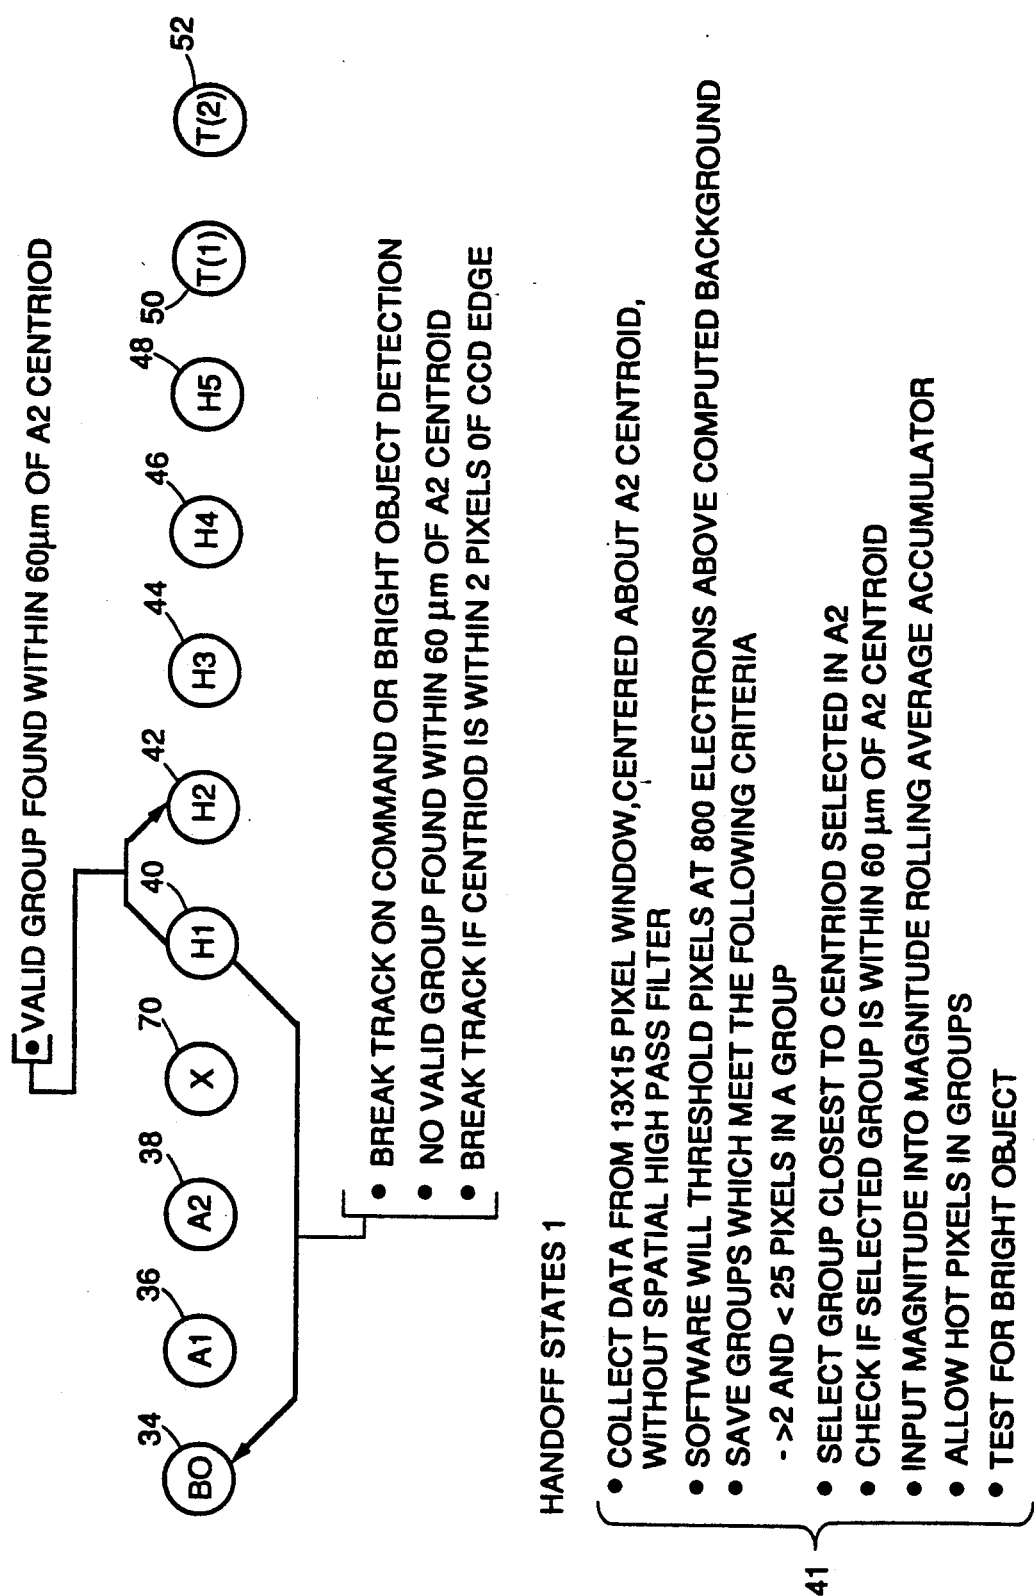 • VALID GROUP FOUND WITHIN 60µm OF A2 CENTRIOD
34 36 38 70 40 42 44 46 48 50 52
BO A1 A2 X H1 H2 H3 H4 H5 T(1) T(2)
• BREAK TRACK ON COMMAND OR BRIGHT OBJECT DETECTION
• NO VALID GROUP FOUND WITHIN 60 µm OF A2 CENTROID
• BREAK TRACK IF CENTRIOD IS WITHIN 2 PIXELS OF CCD EDGE
HANDOFF STATES 1
41
• COLLECT DATA FROM 13X15 PIXEL WINDOW, CENTERED ABOUT A2 CENTROID,
WITHOUT SPATIAL HIGH PASS FILTER
• SOFTWARE WILL THRESHOLD PIXELS AT 800 ELECTRONS ABOVE COMPUTED BACKGROUND
• SAVE GROUPS WHICH MEET THE FOLLOWING CRITERIA
- >2 AND < 25 PIXELS IN A GROUP
• SELECT GROUP CLOSEST TO CENTRIOD SELECTED IN A2
• CHECK IF SELECTED GROUP IS WITHIN 60 µm OF A2 CENTROID
• INPUT MAGNITUDE INTO MAGNITUDE ROLLING AVERAGE ACCUMULATOR
• ALLOW HOT PIXELS IN GROUPS
• TEST FOR BRIGHT OBJECT